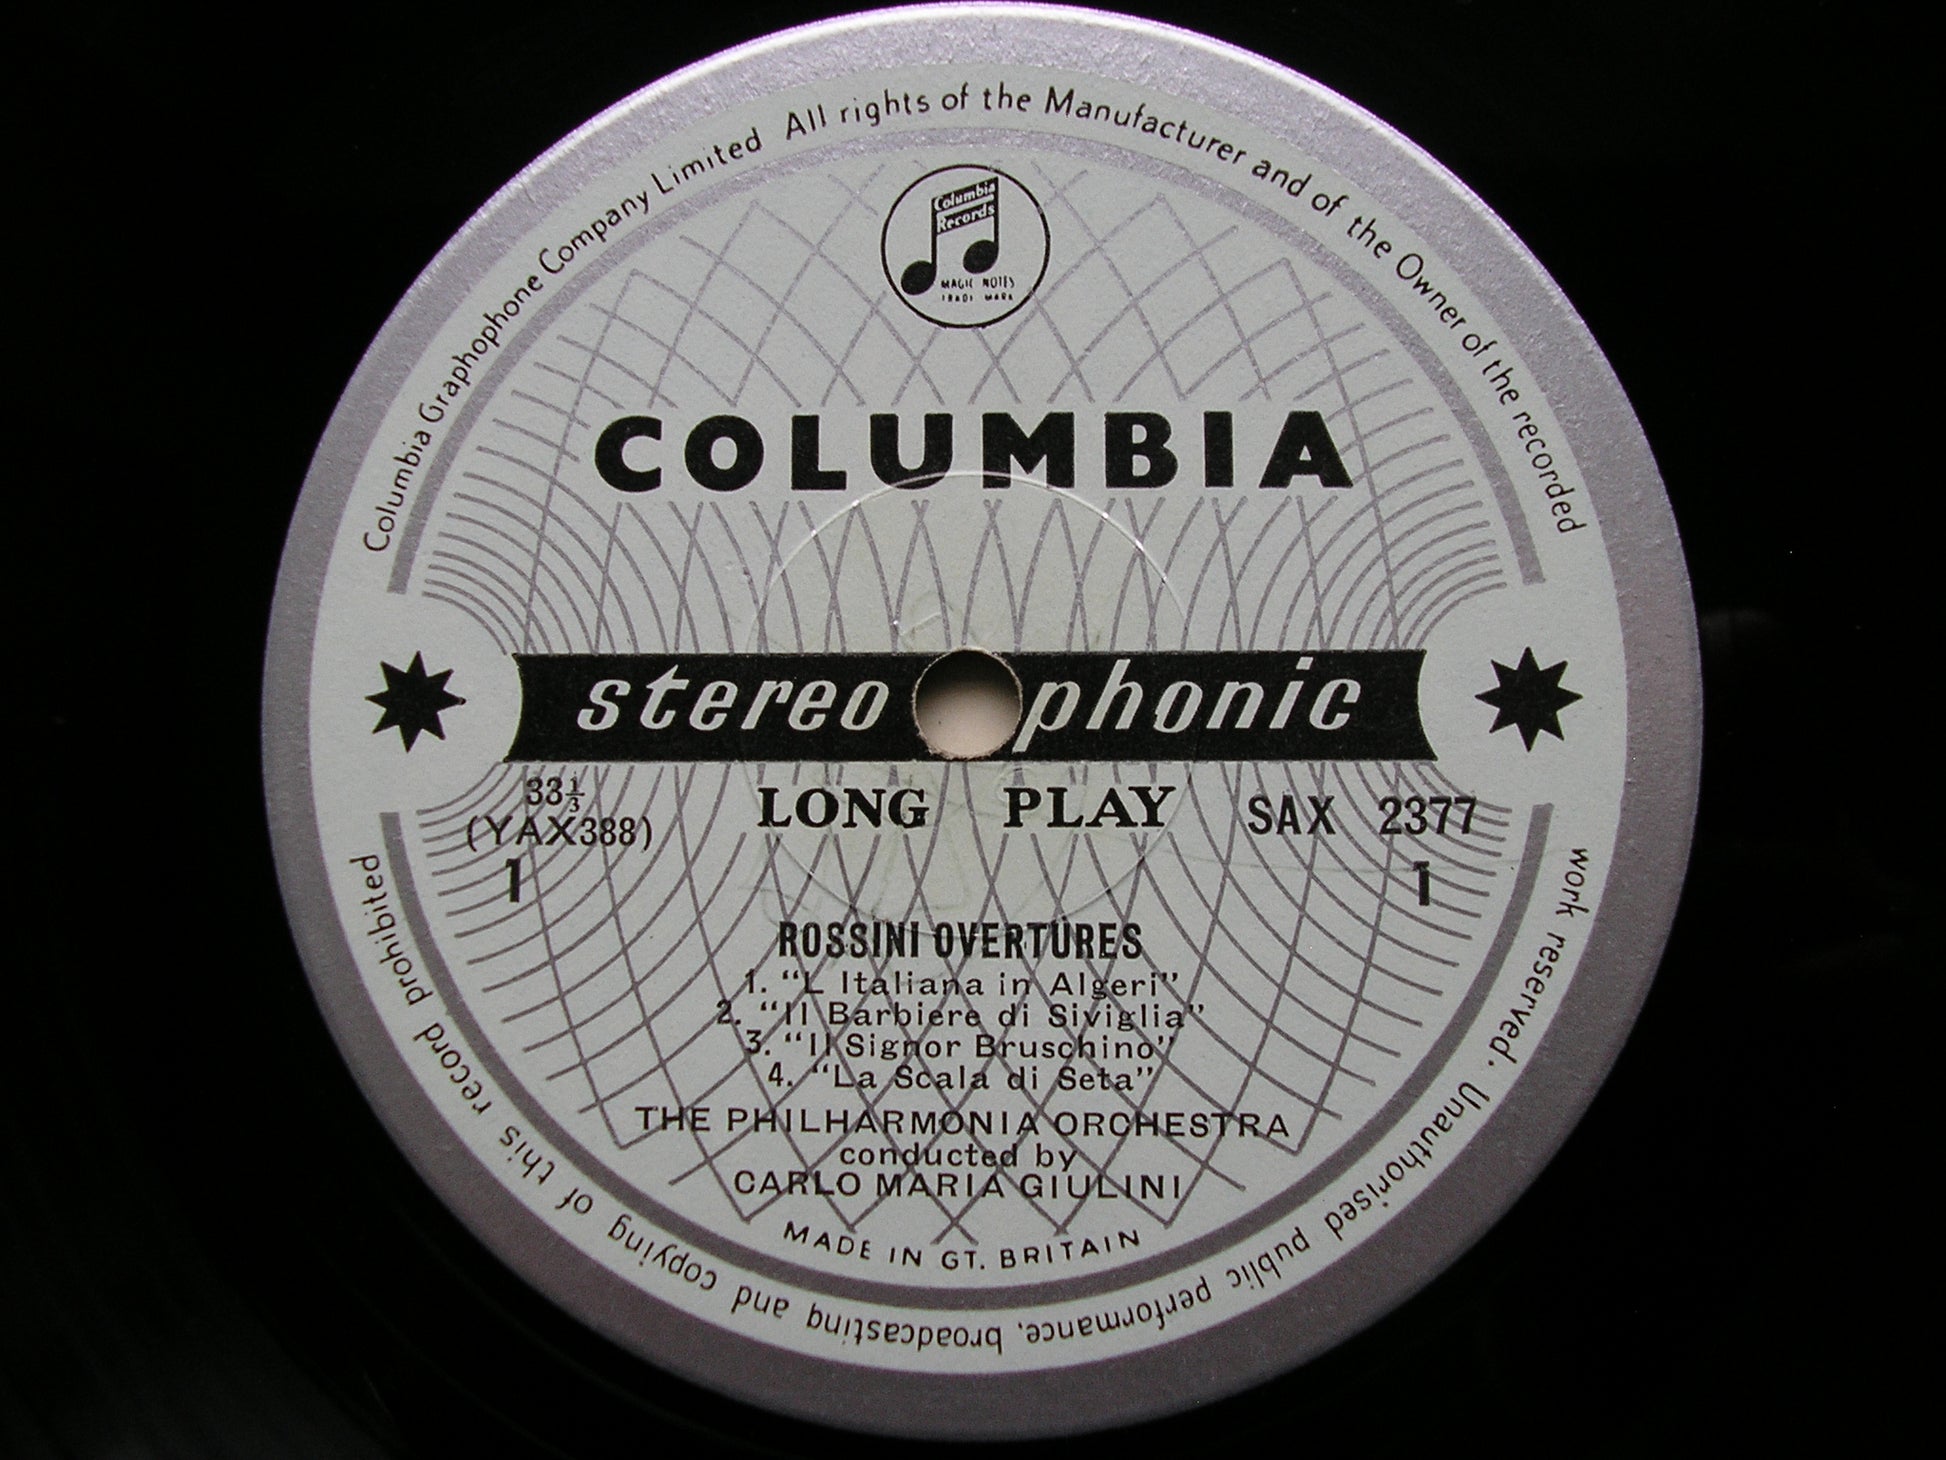 Columbia Graphophone Company Limited All rights of the Manufacturer and of the Owner of the recorded
work reserved. Unauthorised public performance, broadcasting and copying of this record prohibited
Columbia
Records
MAGIC NOTES
TRADE MARK
COLUMBIA
stereo phonic
33⅓
(YAX388)
1
LONG PLAY
SAX 2377
1
ROSSINI OVERTURES
1. “L Italiana in Algeri”
2. “Il Barbiere di Siviglia”
3. “Il Signor Bruschino”
4. “La Scala di Seta”
THE PHILHARMONIA ORCHESTRA
conducted by
CARLO MARIA GIULINI
MADE IN GT. BRITAIN